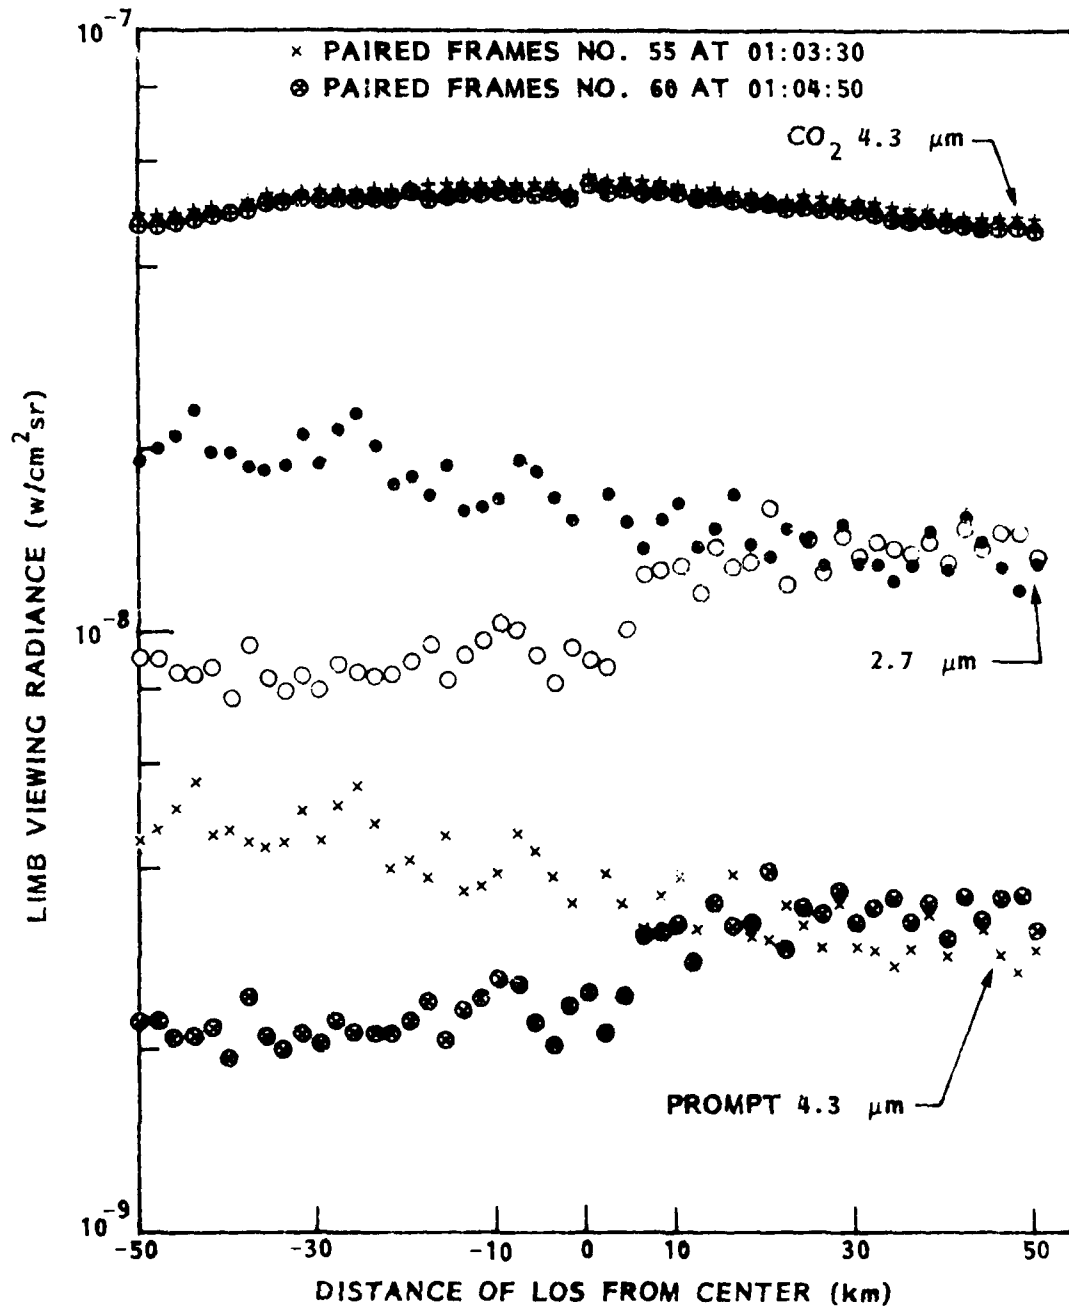 10-7
× PAIRED FRAMES NO. 55 AT 01:03:30
⊗ PAIRED FRAMES NO. 60 AT 01:04:50
CO2 4.3 µm
LIMB VIEWING RADIANCE (w/cm2sr)
10-8
2.7 µm
PROMPT 4.3 µm
10-9
-50 -30 -10 0 10 30 50
DISTANCE OF LOS FROM CENTER (km)